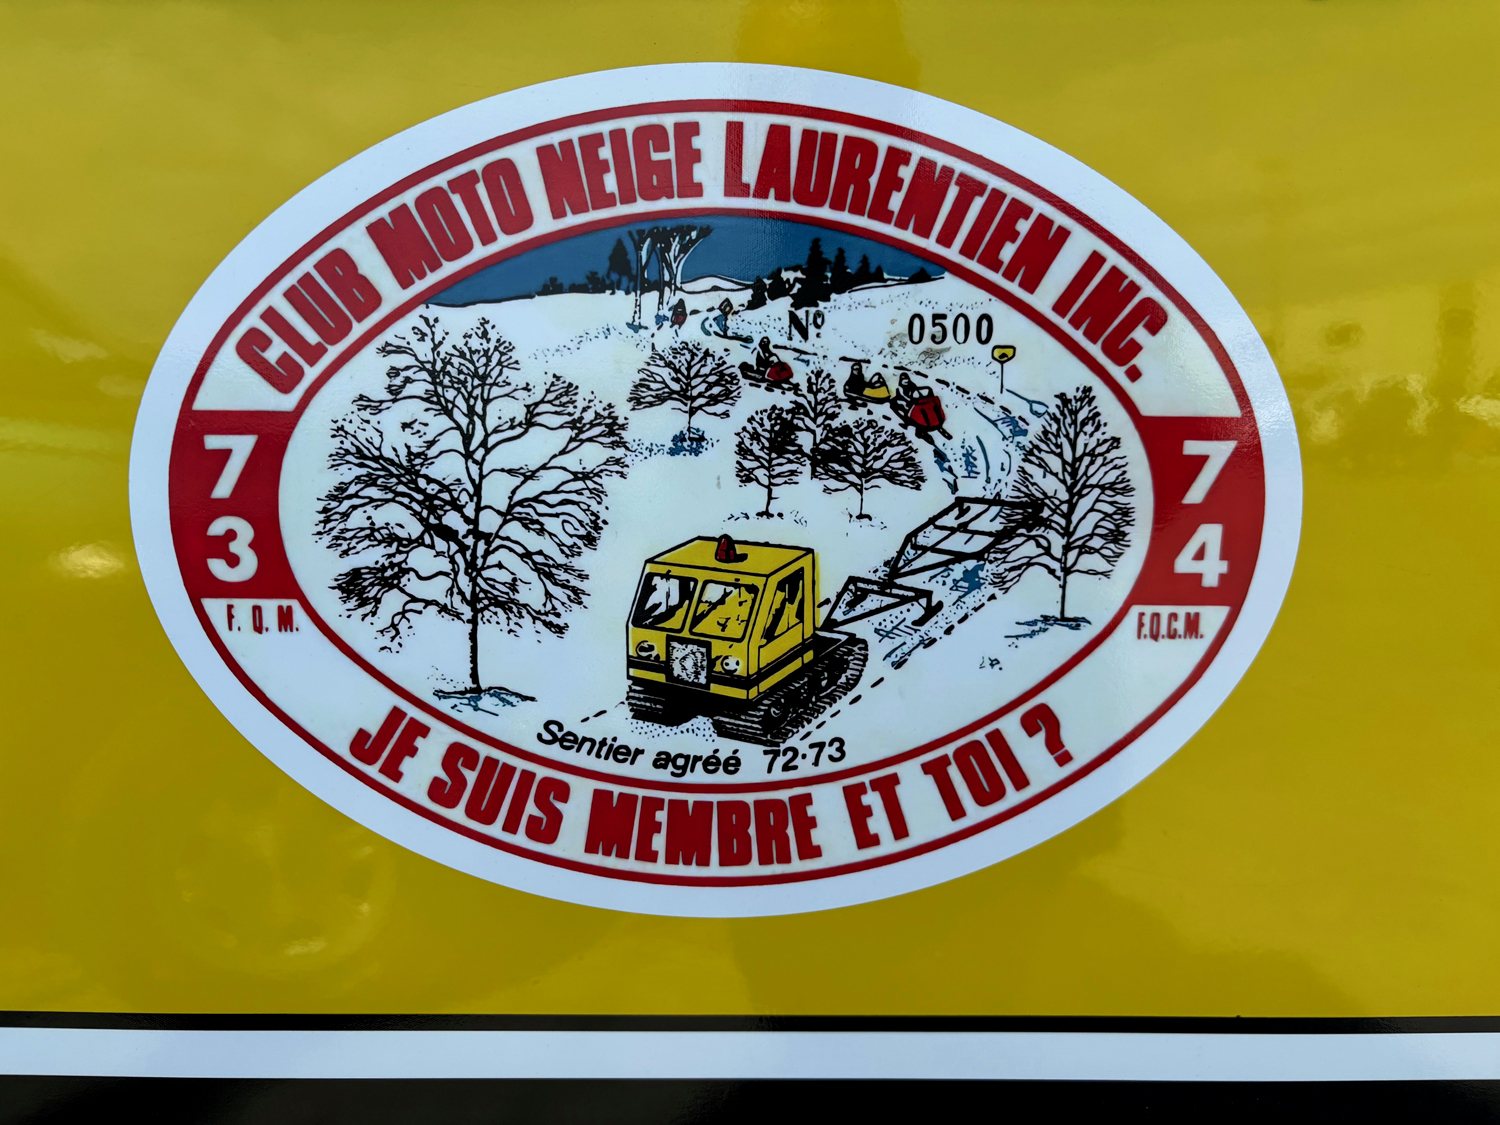 CLUB MOTO NEIGE LAURENTIEN INC.
Nº 0500
73
74
F. Q. M.
F.Q.C.M.
Sentier agréé 72·73
JE SUIS MEMBRE ET TOI ?